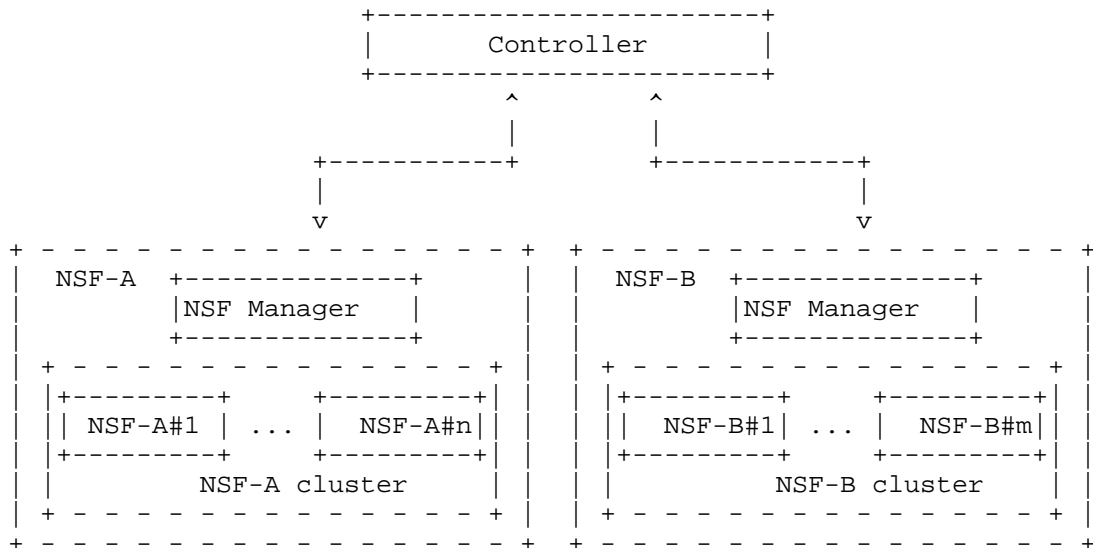 Controller
NSF-A NSF-B
NSF Manager NSF Manager
NSF-A#1 ... NSF-A#n NSF-B#1 ... NSF-B#m
NSF-A cluster NSF-B cluster